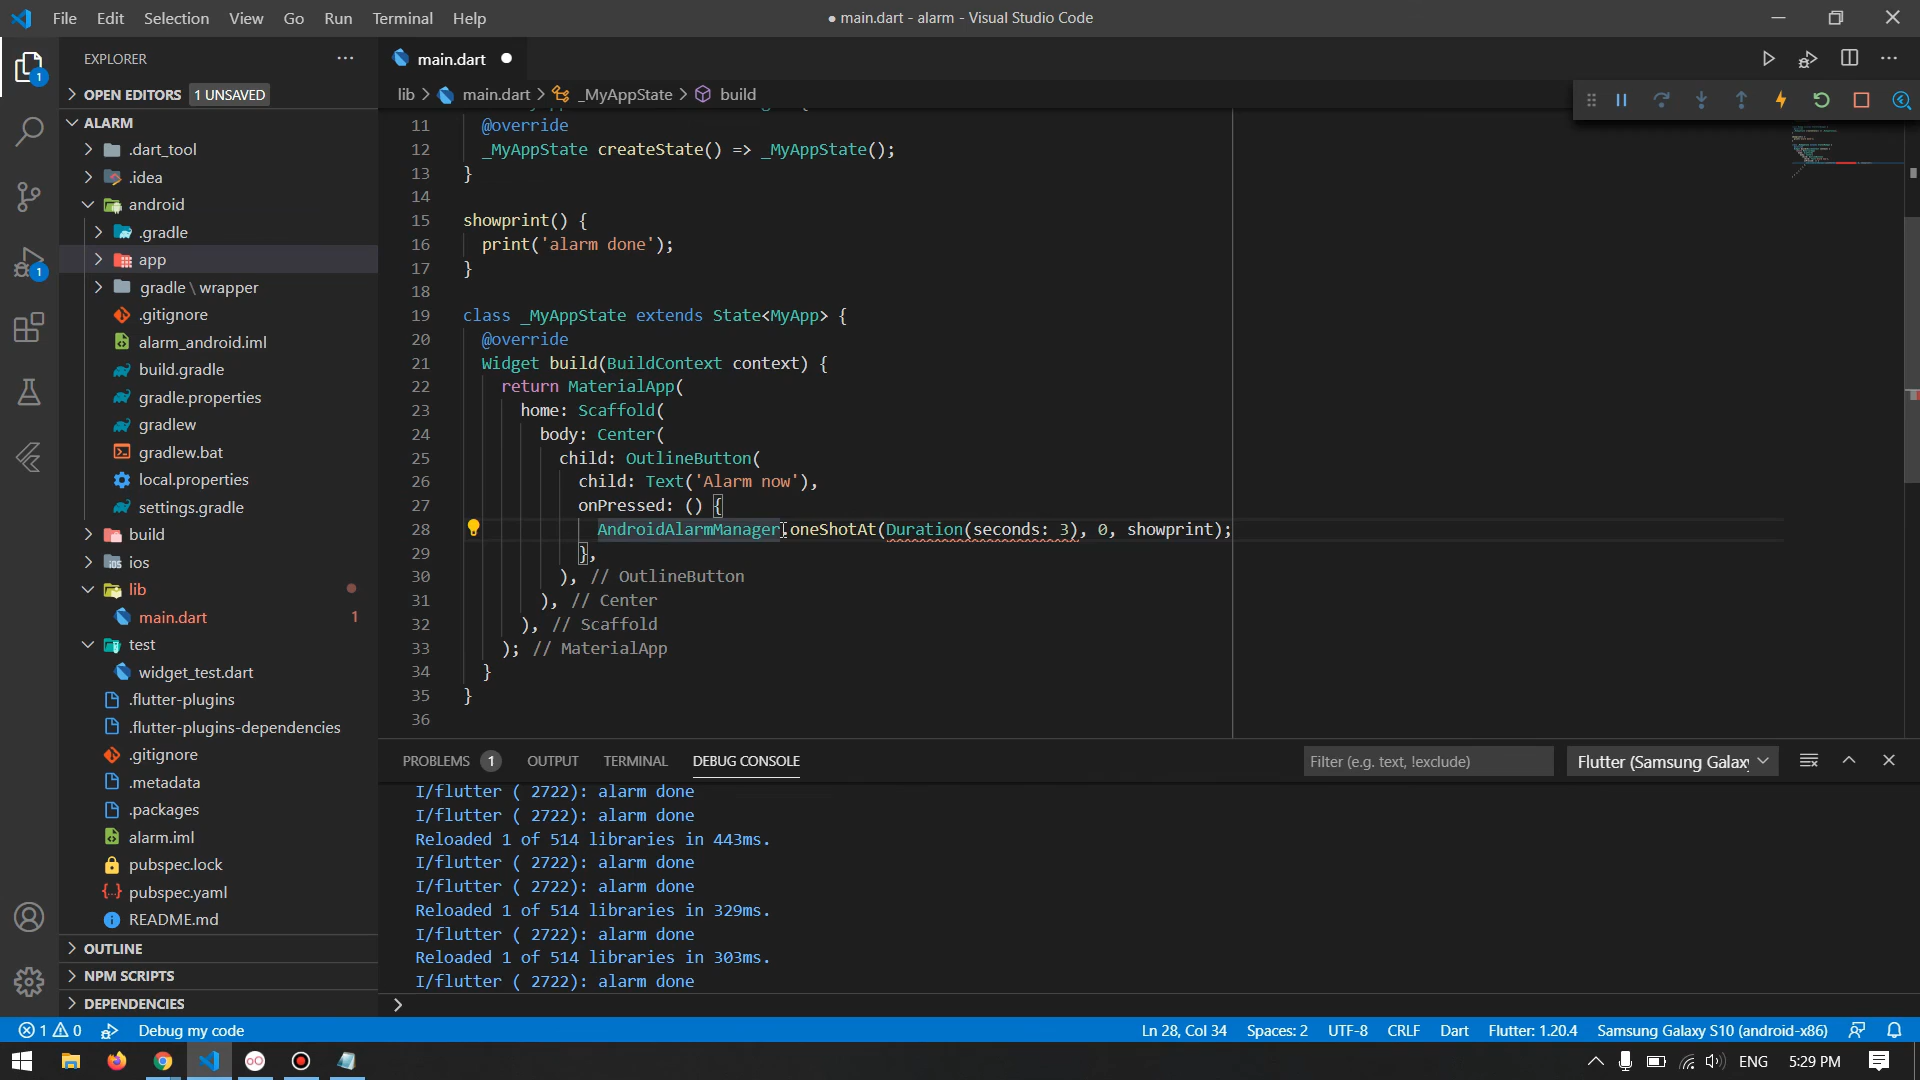 File Edit Selection View Go Run Terminal Help
● main.dart - alarm - Visual Studio Code
EXPLORER
main.dart
OPEN EDITORS 1 UNSAVED
lib > main.dart > _MyAppState > build
ALARM
.dart_tool
.idea
android
.gradle
app
gradle \ wrapper
.gitignore
alarm_android.iml
build.gradle
gradle.properties
gradlew
gradlew.bat
local.properties
settings.gradle
build
ios
lib
main.dart 1
test
widget_test.dart
.flutter-plugins
.flutter-plugins-dependencies
.gitignore
.metadata
.packages
alarm.iml
pubspec.lock
pubspec.yaml
README.md
OUTLINE
NPM SCRIPTS
DEPENDENCIES
1
1
11 @override
12 _MyAppState createState() => _MyAppState();
13 }
14
15 showprint() {
16 print('alarm done');
17 }
18
19 class _MyAppState extends State<MyApp> {
20 @override
21 Widget build(BuildContext context) {
22 return MaterialApp(
23 home: Scaffold(
24 body: Center(
25 child: OutlineButton(
26 child: Text('Alarm now'),
27 onPressed: () {
28 AndroidAlarmManager.oneShotAt(Duration(seconds: 3), 0, showprint);
29 },
30 ), // OutlineButton
31 ), // Center
32 ), // Scaffold
33 ); // MaterialApp
34 }
35 }
36
PROBLEMS 1 OUTPUT TERMINAL DEBUG CONSOLE
Filter (e.g. text, !exclude)
Flutter (Samsung Galax
I/flutter ( 2722): alarm done
I/flutter ( 2722): alarm done
Reloaded 1 of 514 libraries in 443ms.
I/flutter ( 2722): alarm done
I/flutter ( 2722): alarm done
Reloaded 1 of 514 libraries in 329ms.
I/flutter ( 2722): alarm done
Reloaded 1 of 514 libraries in 303ms.
I/flutter ( 2722): alarm done
1 0 Debug my code
Ln 28, Col 34 Spaces: 2 UTF-8 CRLF Dart Flutter: 1.20.4 Samsung Galaxy S10 (android-x86)
ENG 5:29 PM